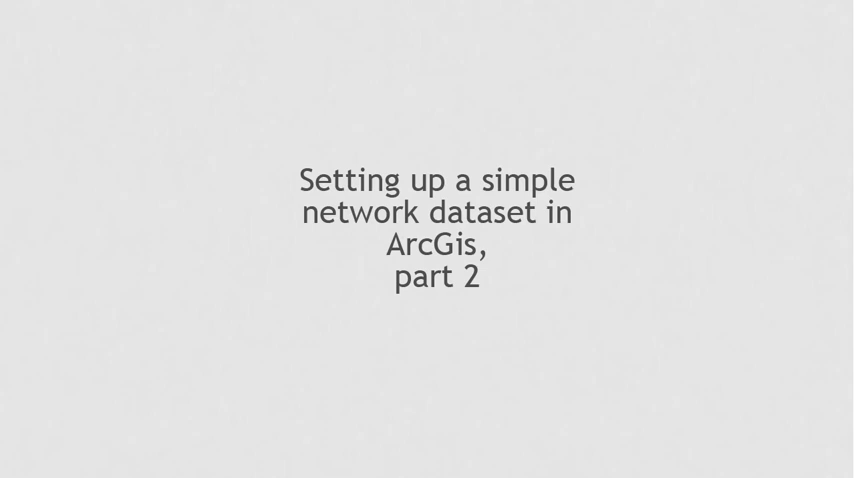 Setting up a simple
network dataset in
ArcGis,
part 2